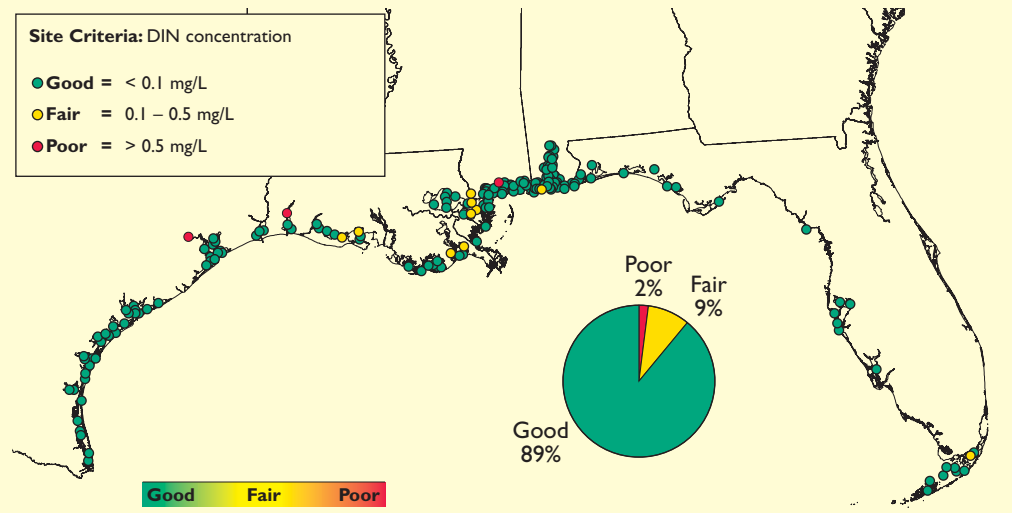 Site Criteria: DIN concentration
Good = < 0.1 mg/L
Fair = 0.1 – 0.5 mg/L
Poor = > 0.5 mg/L
Poor
2%
Fair
9%
Good
89%
Good Fair Poor